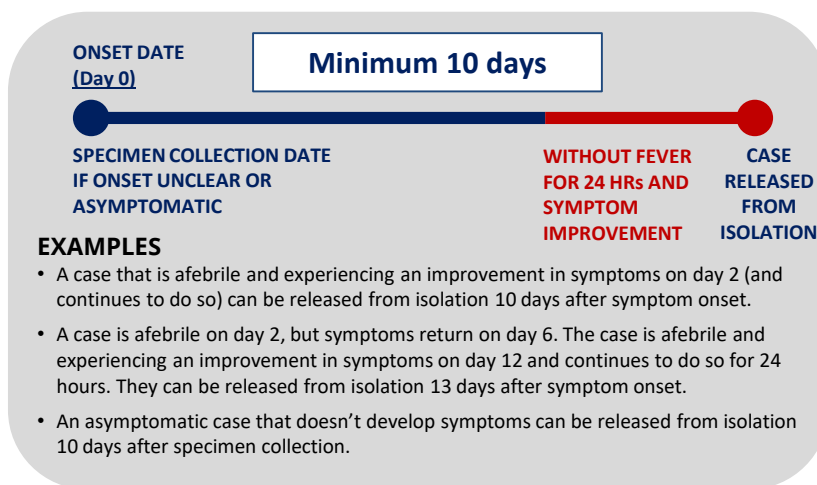 ONSET DATE
(Day 0)
Minimum 10 days
SPECIMEN COLLECTION DATE
IF ONSET UNCLEAR OR
ASYMPTOMATIC
WITHOUT FEVER
FOR 24 HRs AND
SYMPTOM
IMPROVEMENT
CASE
RELEASED
FROM
ISOLATION
EXAMPLES
• A case that is afebrile and experiencing an improvement in symptoms on day 2 (and
continues to do so) can be released from isolation 10 days after symptom onset.
• A case is afebrile on day 2, but symptoms return on day 6. The case is afebrile and
experiencing an improvement in symptoms on day 12 and continues to do so for 24
hours. They can be released from isolation 13 days after symptom onset.
• An asymptomatic case that doesn’t develop symptoms can be released from isolation
10 days after specimen collection.